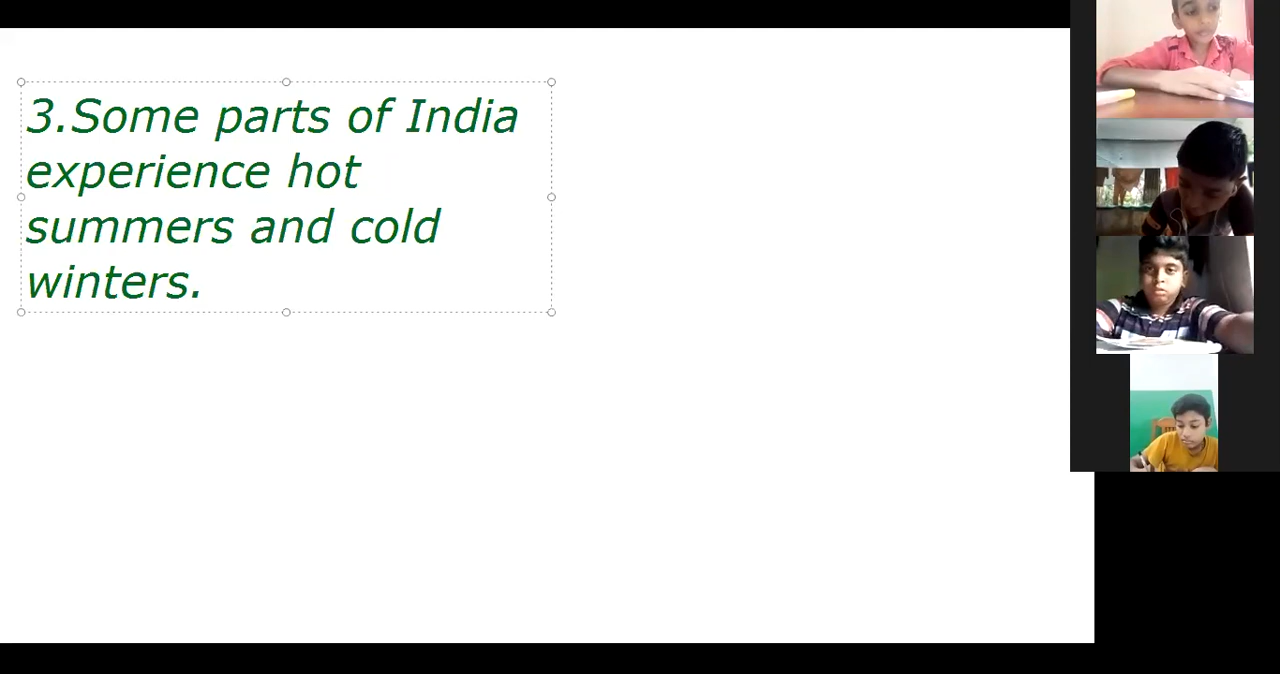 3.Some parts of India
experience hot
summers and cold
winters.